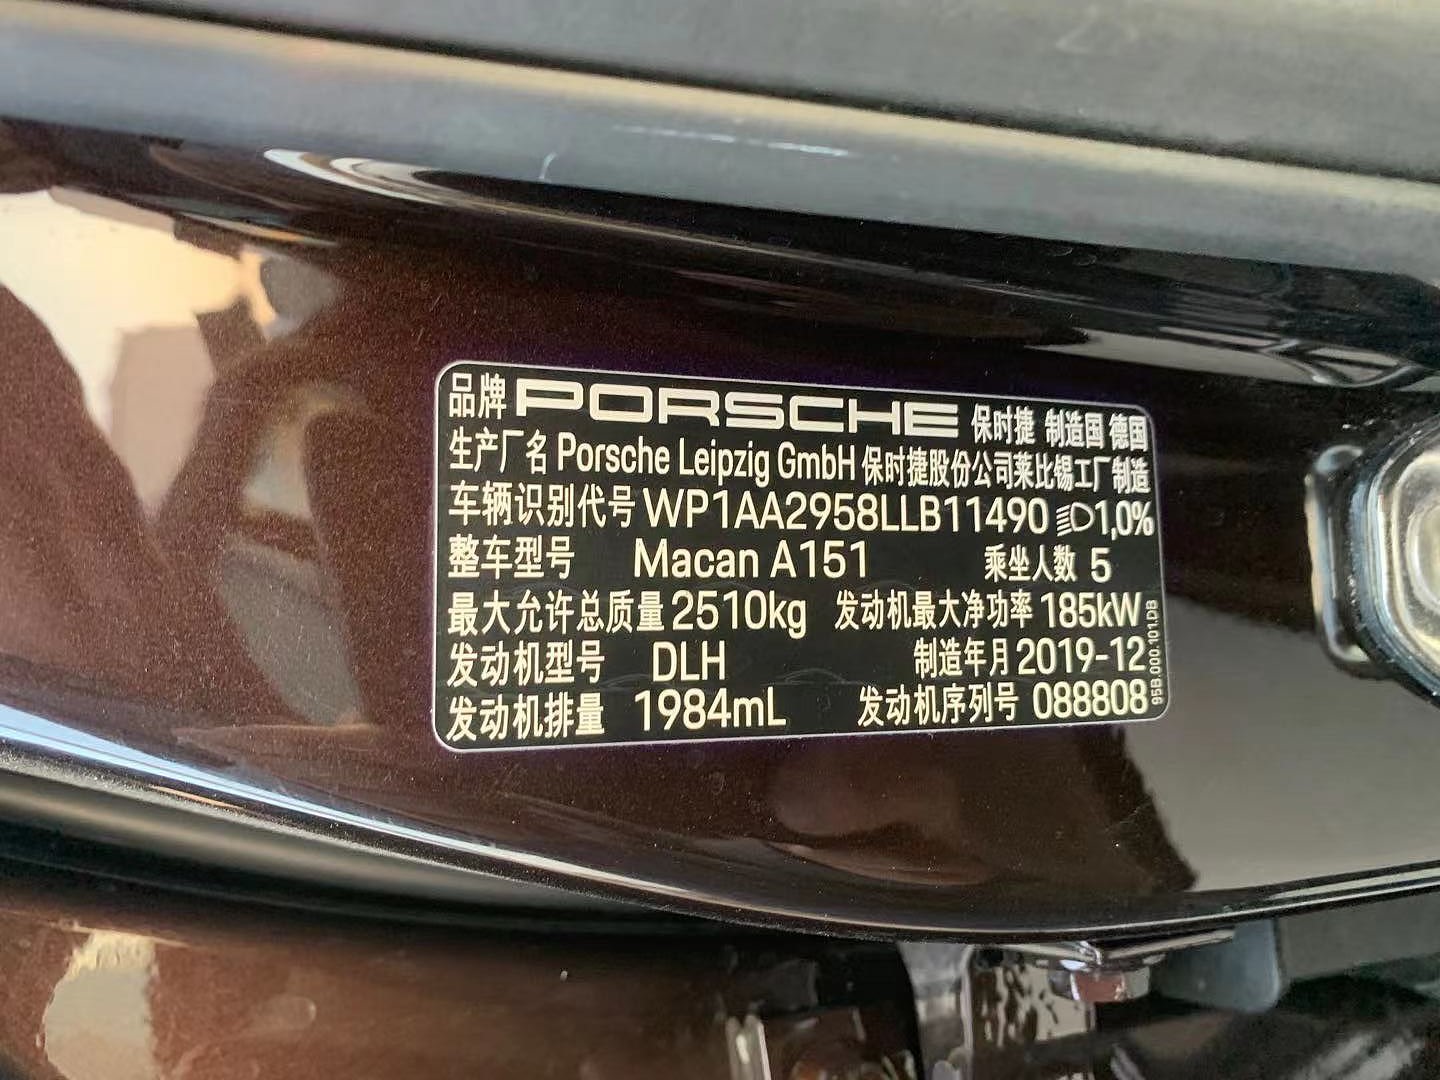 品牌 PORSCHE 保时捷 制造国 德国
生产厂名 Porsche Leipzig GmbH 保时捷股份公司莱比锡工厂制造
车辆识别代号 WP1AA2958LLB11490 1,0%
整车型号 Macan A151 乘坐人数 5
最大允许总质量 2510kg 发动机最大净功率 185kW
发动机型号 DLH 制造年月 2019-12
发动机排量 1984mL 发动机序列号 088808
95B.000.101.DB